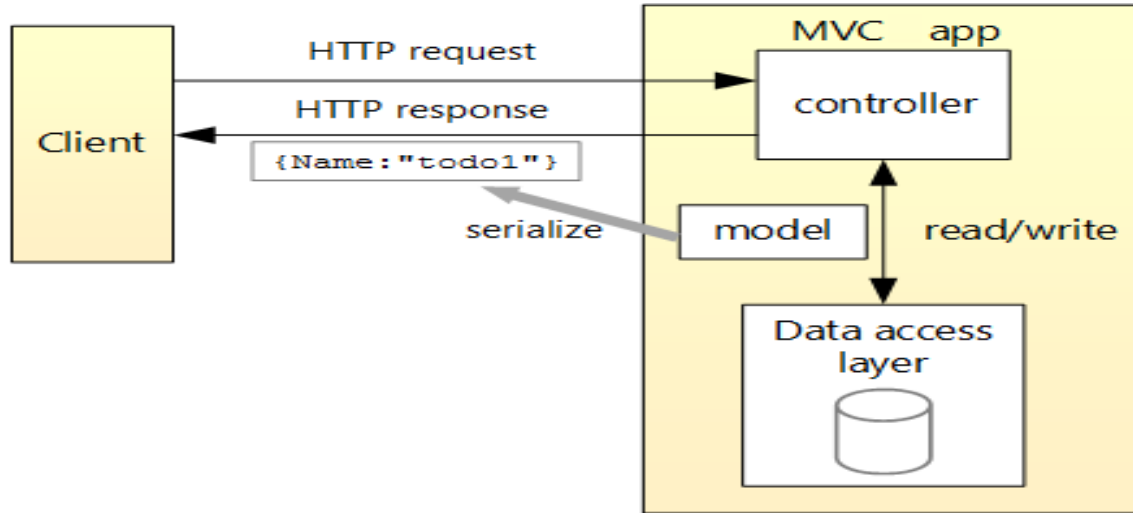 MVC app
HTTP request
controller
HTTP response
Client
{Name:"todo1"}
serialize
model
read/write
Data access
layer